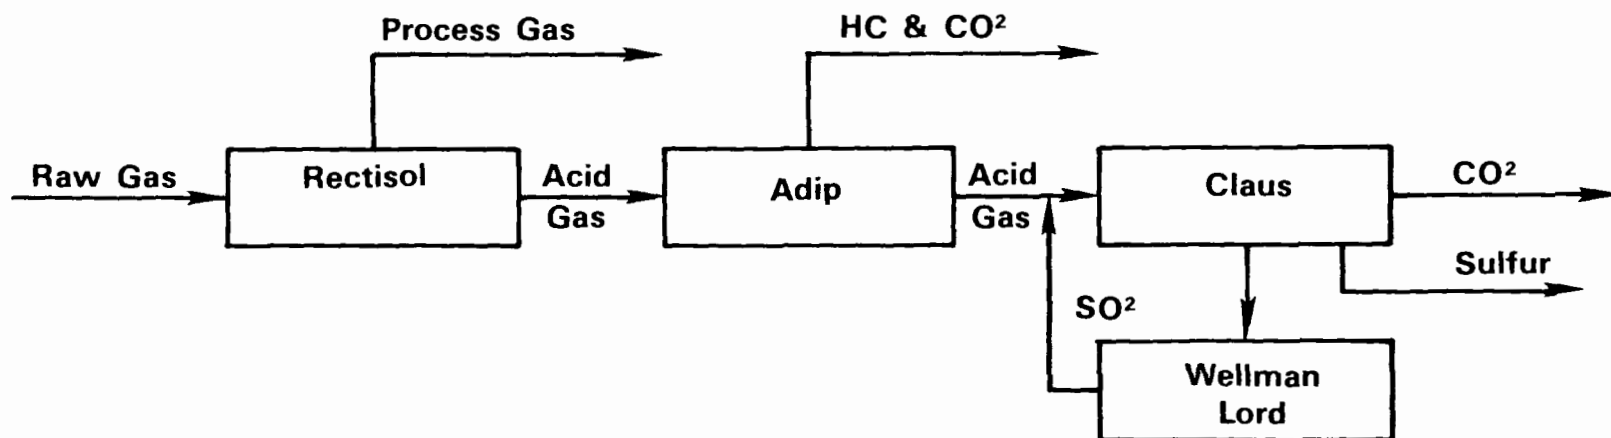 Process Gas
HC & CO²
Raw Gas
Rectisol
Acid
Gas
Adip
Acid
Gas
Claus
CO²
Sulfur
SO²
Wellman
Lord